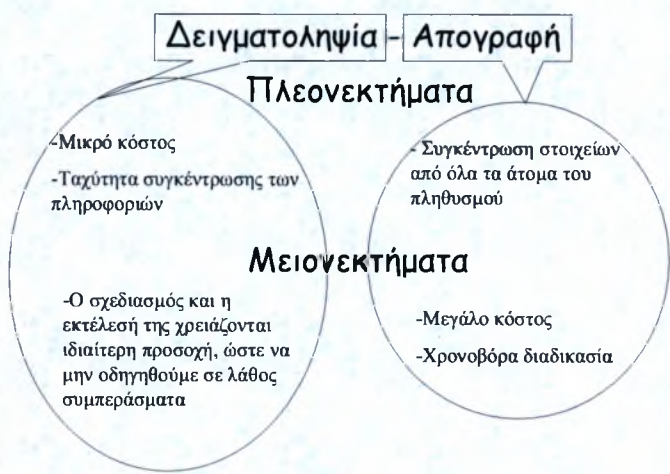 Δειγματοληψία - Απογραφή
Πλεονεκτήματα
-Μικρό κόστος
-Ταχύτητα συγκέντρωσης των
πληροφοριών
- Συγκέντρωση στοιχείων
από όλα τα άτομα του
πληθυσμού
Μειονεκτήματα
-Ο σχεδιασμός και η
εκτέλεσή της χρειάζονται
ιδιαίτερη προσοχή, ώστε να
μην οδηγηθούμε σε λάθος
συμπεράσματα
-Μεγάλο κόστος
-Χρονοβόρα διαδικασία